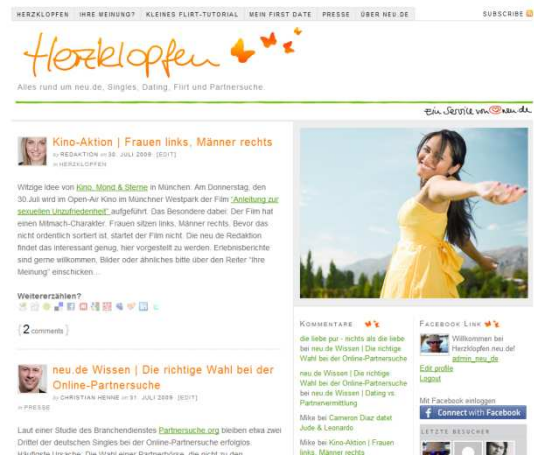 HERZKLOPFEN IHRE MEINUNG? KLEINES FLIRT-TUTORIAL MEIN FIRST DATE PRESSE ÜBER NEU.DE SUBSCRIBE
Herzklopfen
Alles rund um neu.de, Singles, Dating, Flirt und Partnersuche.
Ein Service von neu.de
Kino-Aktion | Frauen links, Männer rechts
by REDAKTION on 30. JULI 2009 [EDIT]
in HERZKLOPFEN
Witzige Idee von Kino, Mond & Sterne in München. Am Donnerstag, den
30.Juli wird im Open-Air Kino im Münchner Westpark der Film "Anleitung zur
sexuellen Unzufriedenheit" aufgeführt. Das Besondere dabei: Der Film hat
einen Mitmach-Charakter. Frauen sitzen links, Männer rechts. Bevor das
nicht ordentlich sortiert ist, startet der Film nicht. Die neu.de Redaktion
findet das interessant genug, hier vorgestellt zu werden. Erlebnisberichte
sind gerne willkommen, Bilder oder ähnliches bitte über den Reiter "Ihre
Meinung" einschicken...
Weitererzählen?
{ 2 comments }
neu.de Wissen | Die richtige Wahl bei der
Online-Partnersuche
by CHRISTIAN HENNE on 31. JULI 2009 [EDIT]
in PRESSE
Laut einer Studie des Branchendienstes Partnersuche.org bleiben etwa zwei
Drittel der deutschen Singles bei der Online-Partnersuche erfolglos.
Häufigste Ursache: Die Wahl einer Partnerbörse, die nicht zu den
KOMMENTARE
die liebe pur - nichts als die liebe
bei neu.de Wissen | Die richtige
Wahl bei der Online-Partnersuche
neu.de Wissen | Die richtige
Wahl bei der Online-Partnersuche
bei neu.de Wissen | Dating vs.
Partnervermittlung
Mike bei Cameron Diaz datet
Jude & Leonardo
Mike bei Kino-Aktion | Frauen
links, Männer rechts
FACEBOOK LINK
Willkommen bei
Herzklopfen neu.de!
admin_neu_de
Edit profile
Logout
Mit Facebook einloggen
f Connect with Facebook
LETZTE BESUCHER